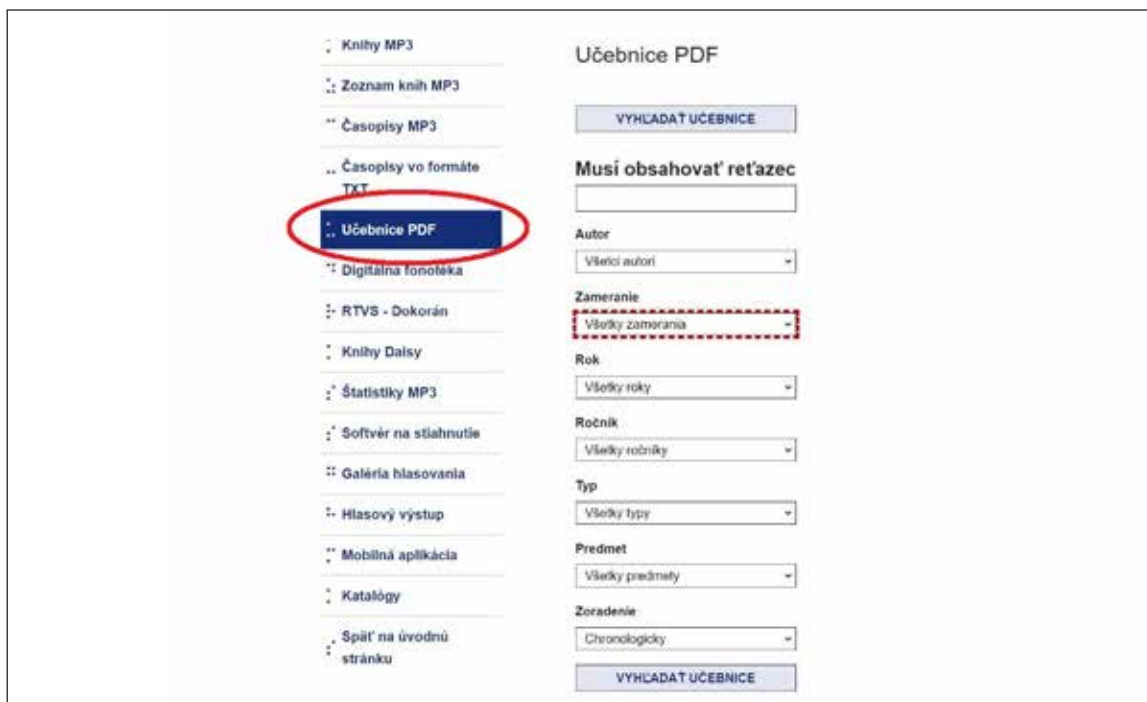 Knihy MP3
Zoznam kníh MP3
Časopisy MP3
Časopisy vo formáte
TXT
Učebnice PDF
Digitálna fonotéka
RTVS - Dokorán
Knihy Daisy
Štatistiky MP3
Softvér na stiahnutie
Galéria hlasovania
Hlasový výstup
Mobilná aplikácia
Katalógy
Späť na úvodnú
stránku
Učebnice PDF
VYHĽADAŤ UČEBNICE
Musí obsahovať reťazec
Autor
Všetci autori
Zameranie
Všetky zamerania
Rok
Všetky roky
Ročník
Všetky ročníky
Typ
Všetky typy
Predmet
Všetky predmety
Zoradenie
Chronologicky
VYHĽADAŤ UČEBNICE